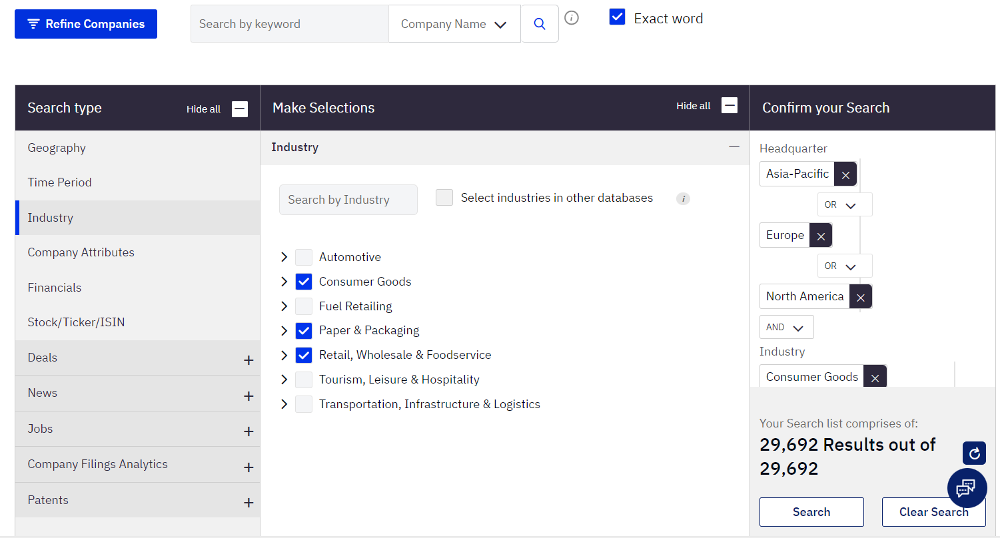 Refine Companies
Search by keyword
Company Name
i
Exact word
Search type
Hide all
Geography
Time Period
Industry
Company Attributes
Financials
Stock/Ticker/ISIN
Deals
News
Jobs
Company Filings Analytics
Patents
Make Selections
Hide all
Industry
Search by Industry
Select industries in other databases
i
Automotive
Consumer Goods
Fuel Retailing
Paper & Packaging
Retail, Wholesale & Foodservice
Tourism, Leisure & Hospitality
Transportation, Infrastructure & Logistics
Confirm your Search
Headquarter
Asia-Pacific
OR
Europe
OR
North America
AND
Industry
Consumer Goods
Your Search list comprises of:
29,692 Results out of
29,692
Search
Clear Search